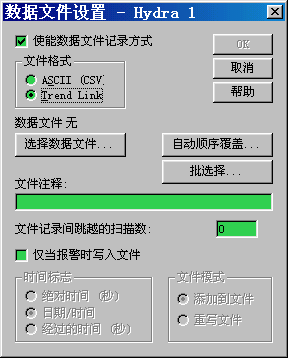 数据文件设置 - Hydra 1
使能数据文件记录方式
OK
取消
帮助
文件格式
ASCII (CSV
Trend Link
数据文件 无
选择数据文件...
自动顺序覆盖...
批选择...
文件注释:
文件记录间跳越的扫描数:
0
仅当报警时写入文件
时间标志
绝对时间 (秒)
日期/时间
经过的时间 (秒)
文件模式
添加到文件
重写文件